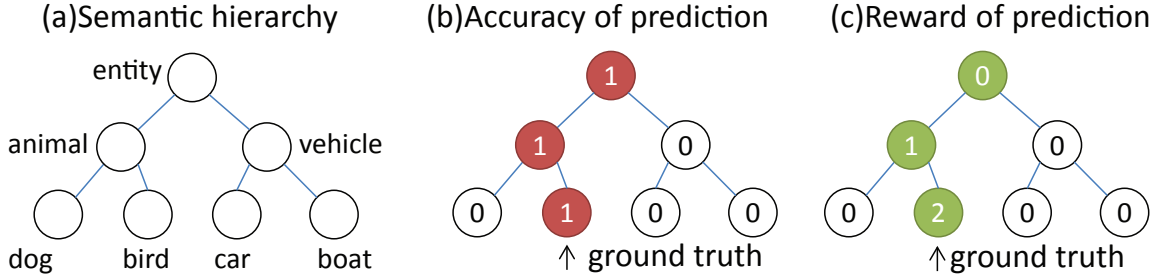 (a)Semantic hierarchy (b)Accuracy of prediction (c)Reward of prediction
entity 1 0
animal vehicle 1 0 1 0
0 1 0 0 0 2 0 0
dog bird car boat ↑ ground truth ↑ ground truth